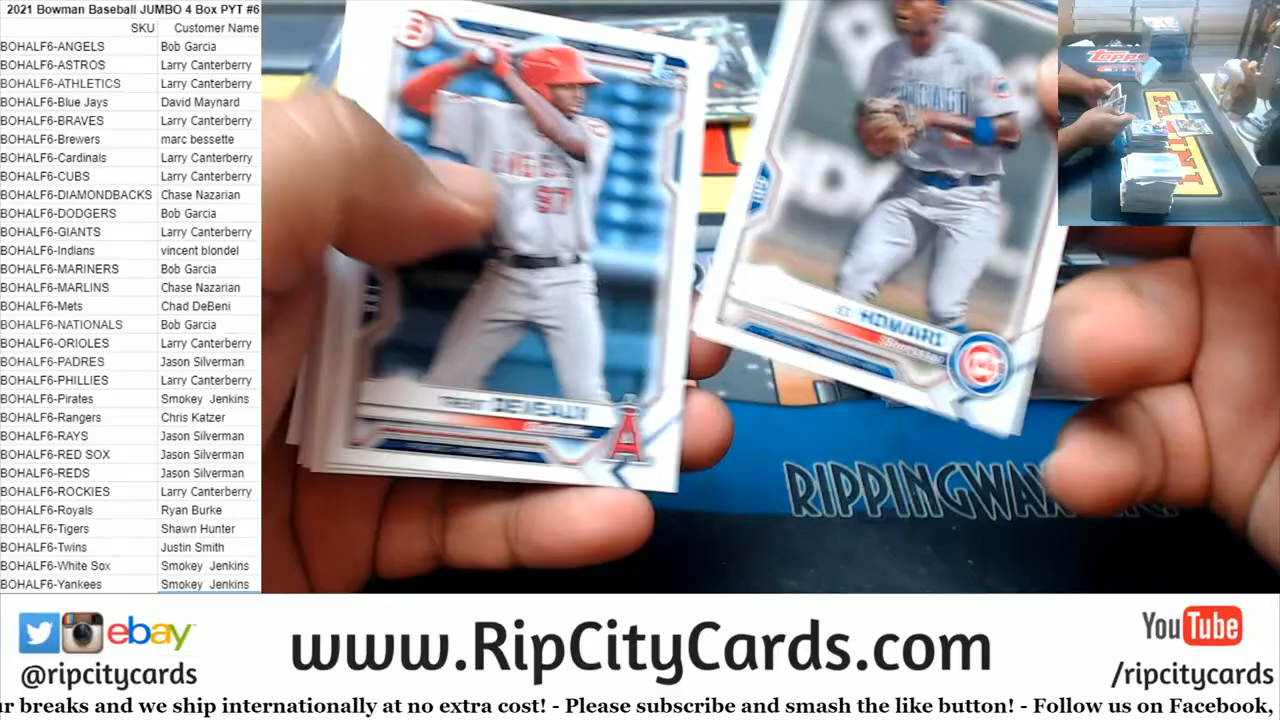 2021 Bowman Baseball JUMBO 4 Box PYT #6
SKU Customer Name
BOHALF6-ANGELS Bob Garcia
BOHALF6-ASTROS Larry Canterberry
BOHALF6-ATHLETICS Larry Canterberry
BOHALF6-Blue Jays David Maynard
BOHALF6-BRAVES Larry Canterberry
BOHALF6-Brewers marc bessette
BOHALF6-Cardinals Larry Canterberry
BOHALF6-CUBS Larry Canterberry
BOHALF6-DIAMONDBACKS Chase Nazarian
BOHALF6-DODGERS Bob Garcia
BOHALF6-GIANTS Larry Canterberry
BOHALF6-Indians vincent blondel
BOHALF6-MARINERS Bob Garcia
BOHALF6-MARLINS Chase Nazarian
BOHALF6-Mets Chad DeBeni
BOHALF6-NATIONALS Bob Garcia
BOHALF6-ORIOLES Larry Canterberry
BOHALF6-PADRES Jason Silverman
BOHALF6-PHILLIES Larry Canterberry
BOHALF6-Pirates Smokey Jenkins
BOHALF6-Rangers Chris Katzer
BOHALF6-RAYS Jason Silverman
BOHALF6-RED SOX Jason Silverman
BOHALF6-REDS Jason Silverman
BOHALF6-ROCKIES Larry Canterberry
BOHALF6-Royals Ryan Burke
BOHALF6-Tigers Shawn Hunter
BOHALF6-Twins Justin Smith
BOHALF6-White Sox Smokey Jenkins
BOHALF6-Yankees Smokey Jenkins
97
DEVEAUX
A
HOWARD
Shortstop
Topps
PANINI
ebay
@ripcitycards
www.RipCityCards.com
YouTube
/ripcitycards
ur breaks and we ship internationally at no extra cost! - Please subscribe and smash the like button! - Follow us on Facebook,